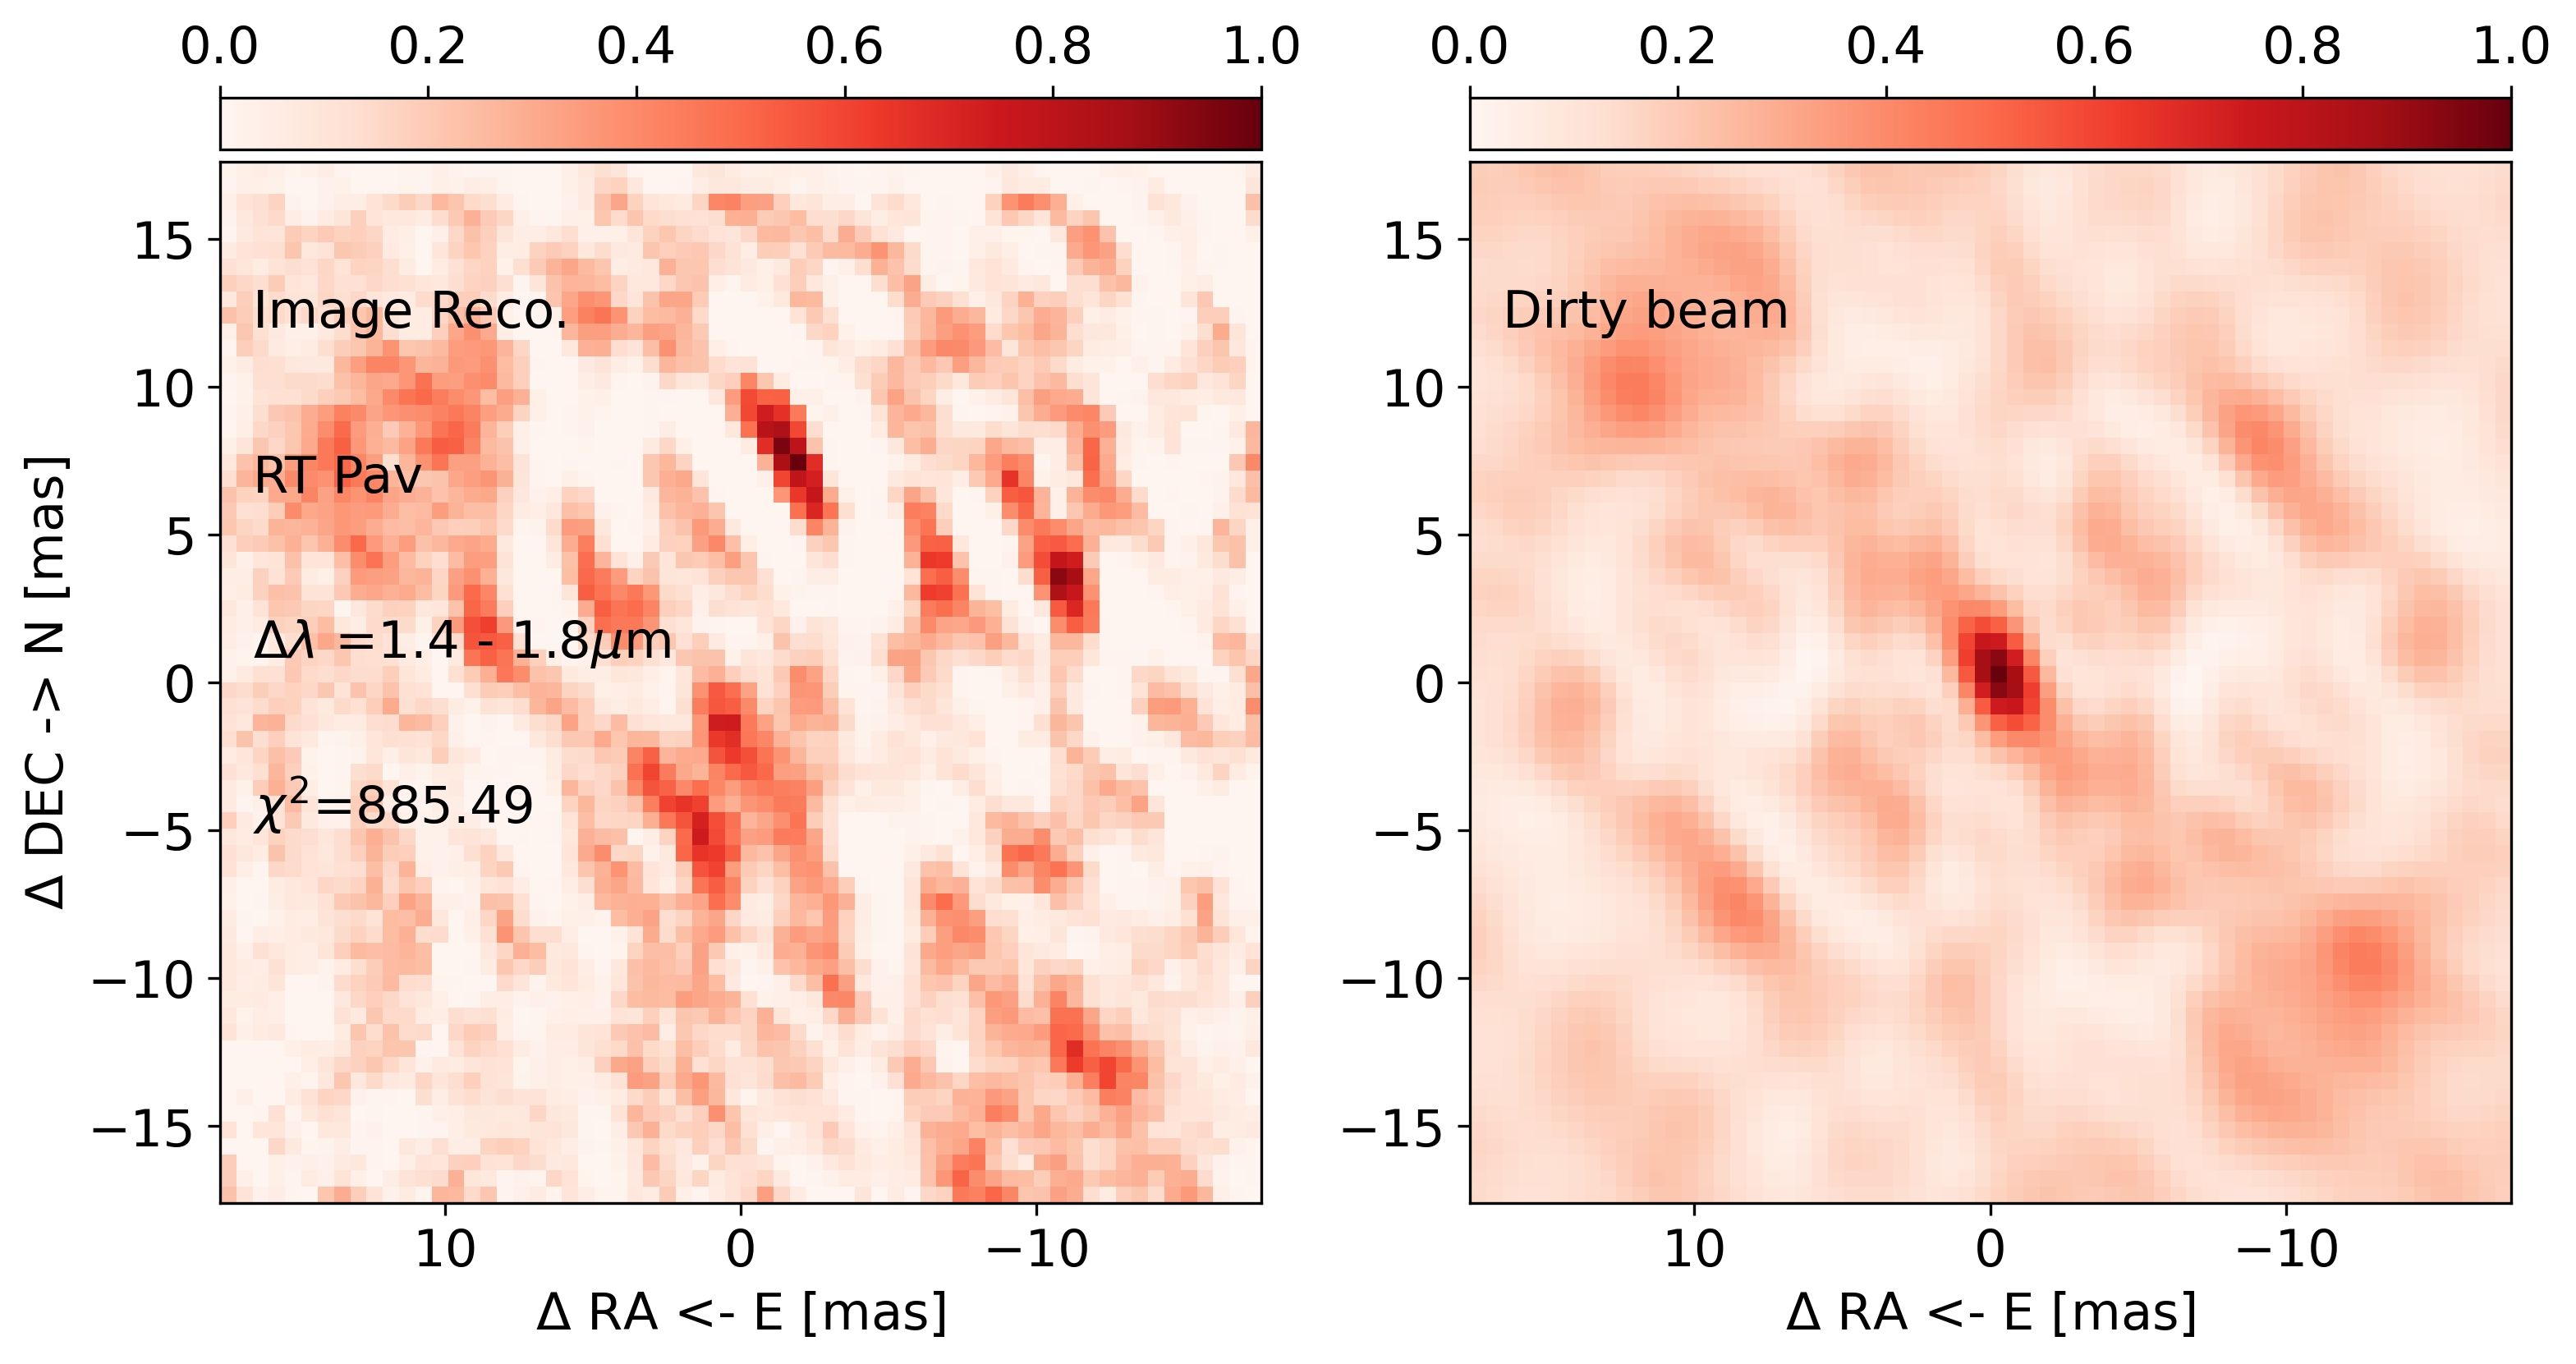 0.0 0.2 0.4 0.6 0.8 1.0
0.0 0.2 0.4 0.6 0.8 1.0
Δ DEC -> N [mas]
15
10
5
0
−5
−10
−15
Image Reco.
RT Pav
Δλ =1.4 - 1.8μm
χ²=885.49
10 0 −10
Δ RA <- E [mas]
15
10
5
0
−5
−10
−15
Dirty beam
10 0 −10
Δ RA <- E [mas]